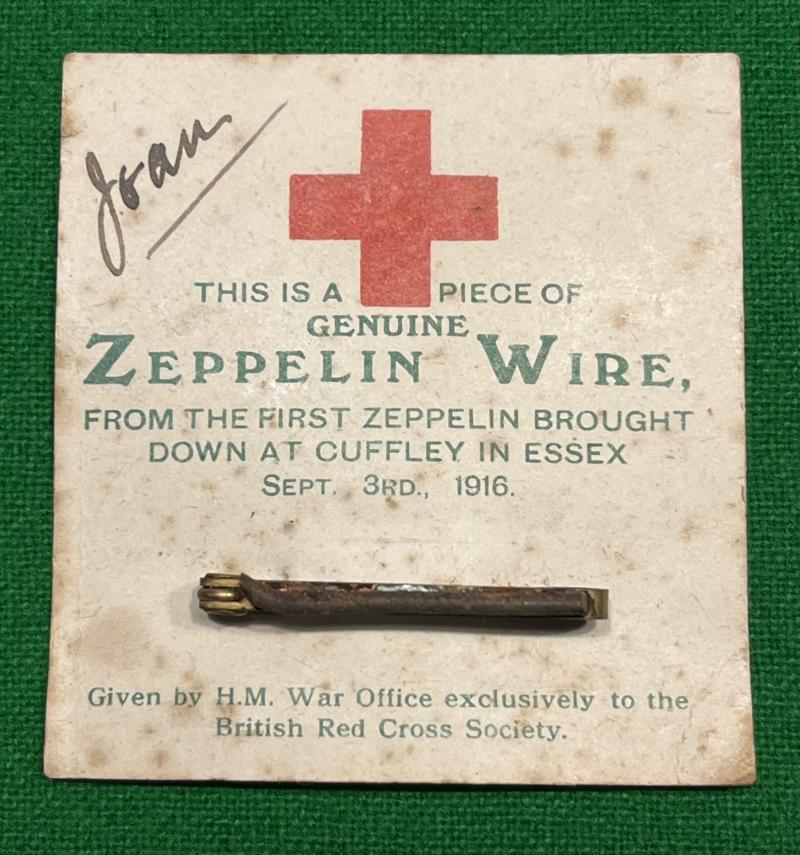 Joan
THIS IS A PIECE OF
GENUINE
ZEPPELIN WIRE,
FROM THE FIRST ZEPPELIN BROUGHT
DOWN AT CUFFLEY IN ESSEX
SEPT. 3RD., 1916.
Given by H.M. War Office exclusively to the
British Red Cross Society.